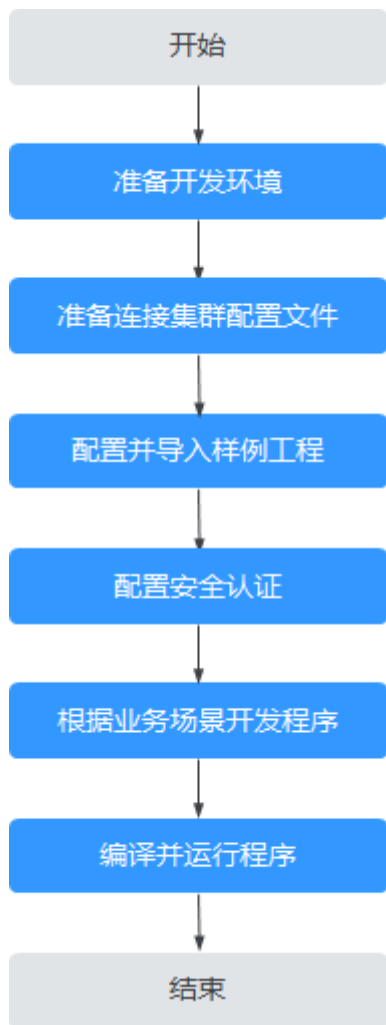 开始
准备开发环境
准备连接集群配置文件
配置并导入样例工程
配置安全认证
根据业务场景开发程序
编译并运行程序
结束